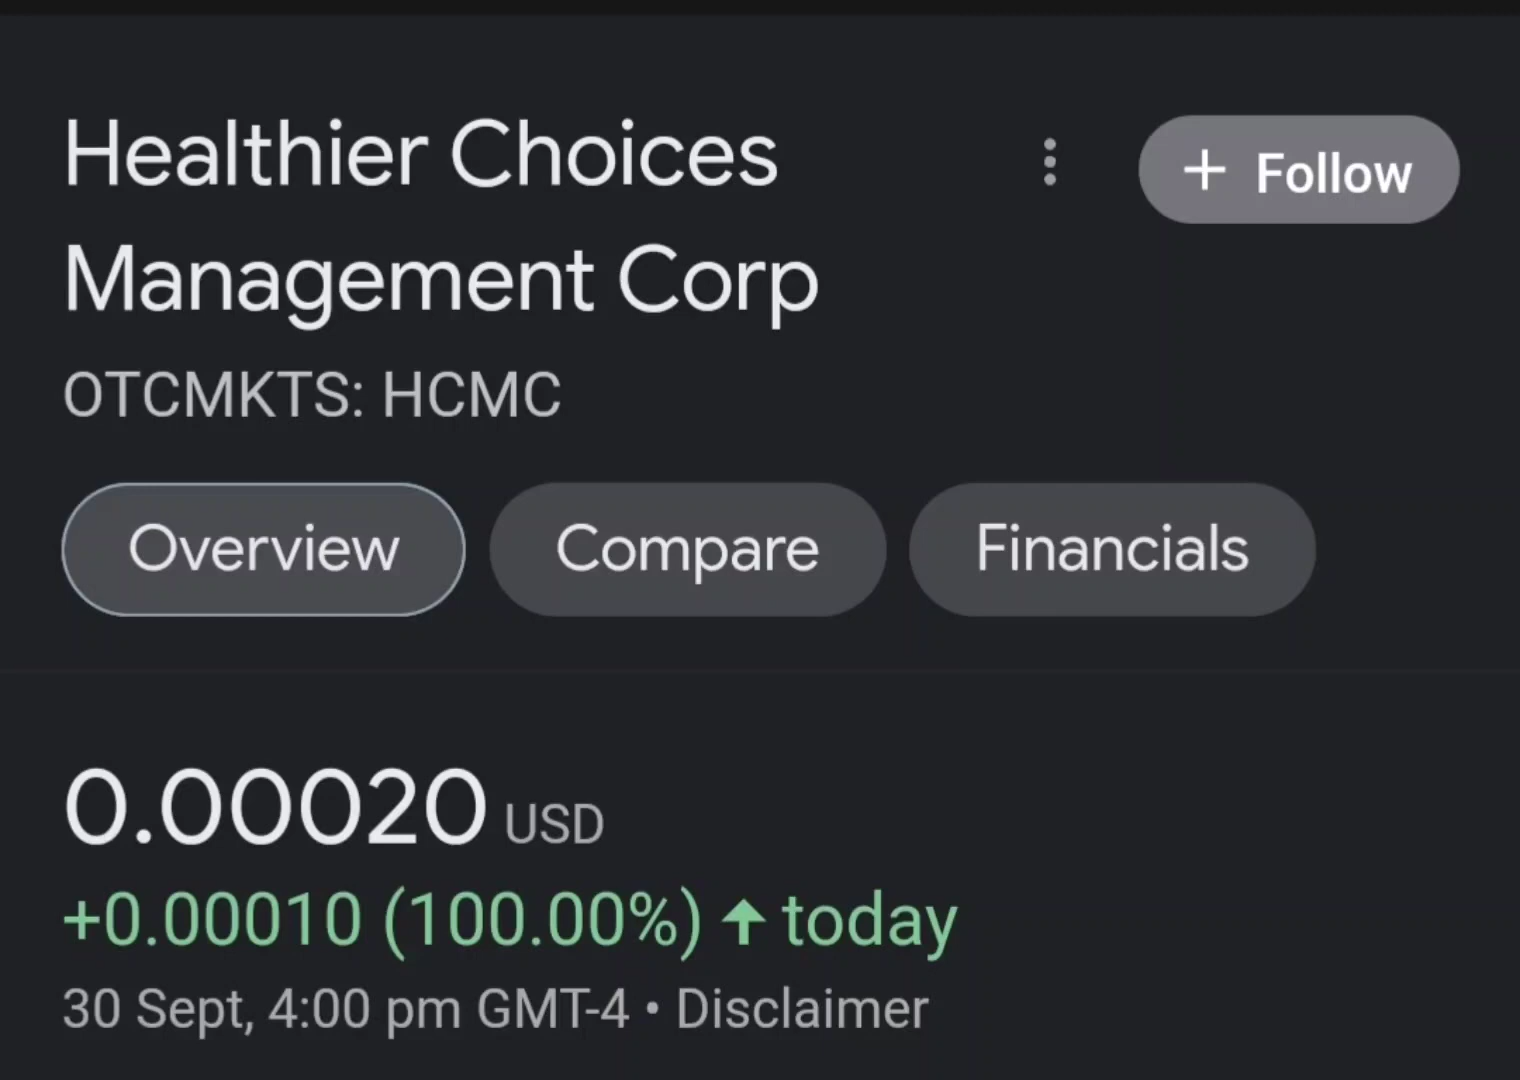 Healthier Choices
Management Corp
+ Follow
OTCMKTS: HCMC
Overview Compare Financials
0.00020 USD
+0.00010 (100.00%) ↑ today
30 Sept, 4:00 pm GMT-4 • Disclaimer